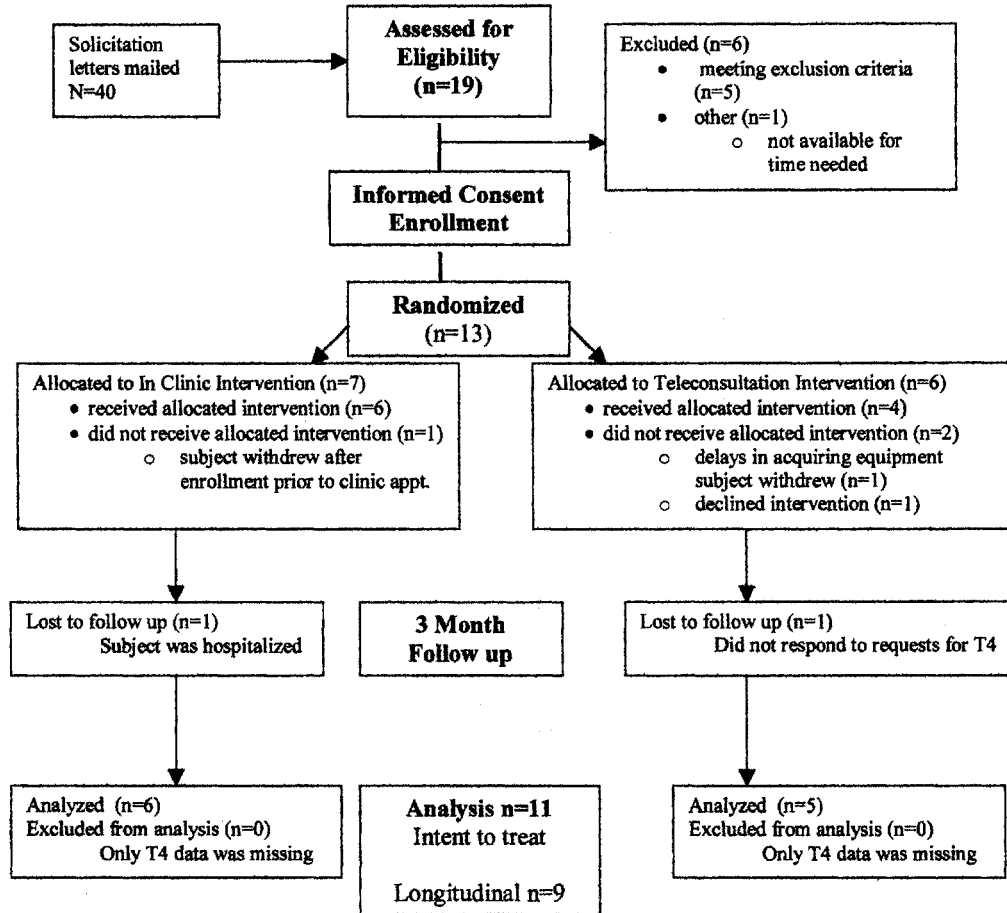 Solicitation
letters mailed
N=40
Assessed for
Eligibility
(n=19)
Excluded (n=6)
• meeting exclusion criteria
(n=5)
• other (n=1)
o not available for
time needed
Informed Consent
Enrollment
Randomized
(n=13)
Allocated to In Clinic Intervention (n=7)
• received allocated intervention (n=6)
• did not receive allocated intervention (n=1)
o subject withdrew after
enrollment prior to clinic appt.
Allocated to Teleconsultation Intervention (n=6)
• received allocated intervention (n=4)
• did not receive allocated intervention (n=2)
o delays in acquiring equipment
subject withdrew (n=1)
o declined intervention (n=1)
Lost to follow up (n=1)
Subject was hospitalized
3 Month
Follow up
Lost to follow up (n=1)
Did not respond to requests for T4
Analyzed (n=6)
Excluded from analysis (n=0)
Only T4 data was missing
Analysis n=11
Intent to treat
Longitudinal n=9
Analyzed (n=5)
Excluded from analysis (n=0)
Only T4 data was missing